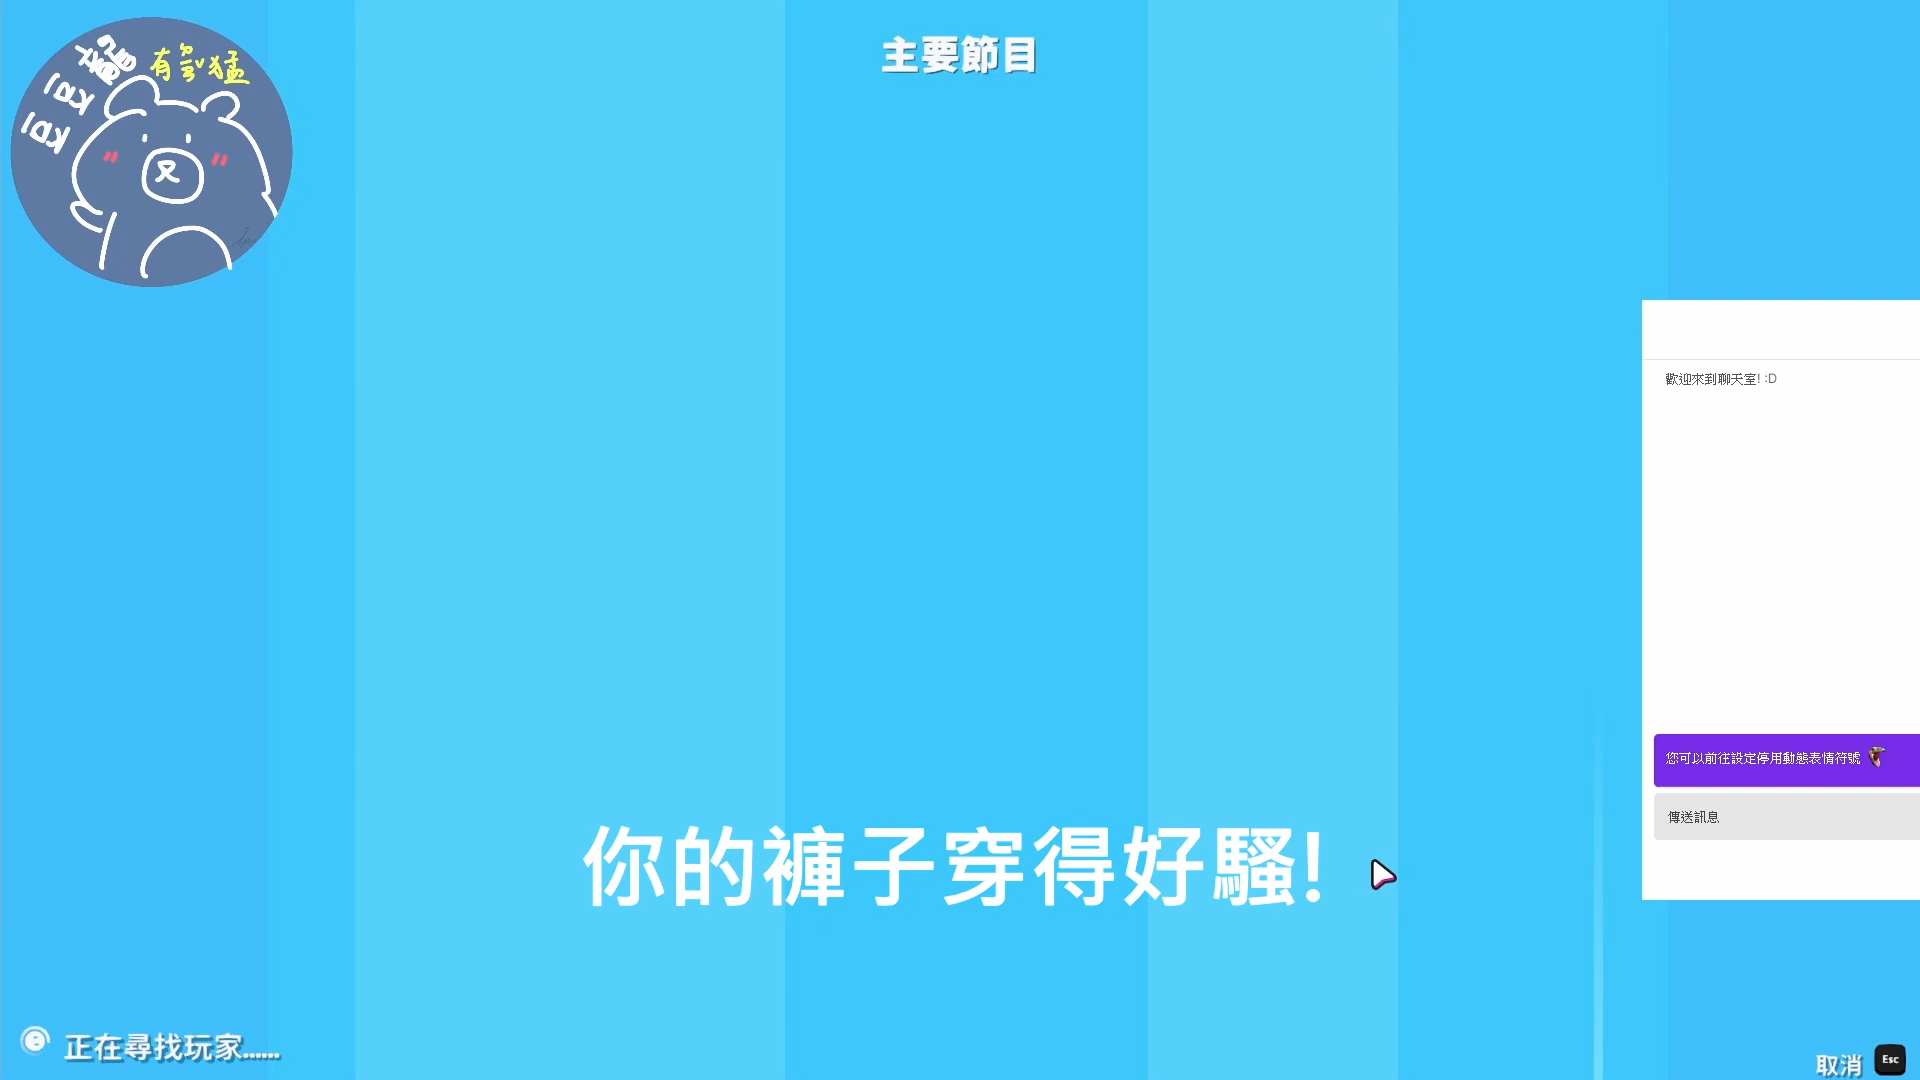 主要節目
有多猛
又
歡迎來到聊天室! :D
您可以前往設定停用動態表情符號
傳送訊息
你的褲子穿得好騷!
正在尋找玩家......
取消 Esc